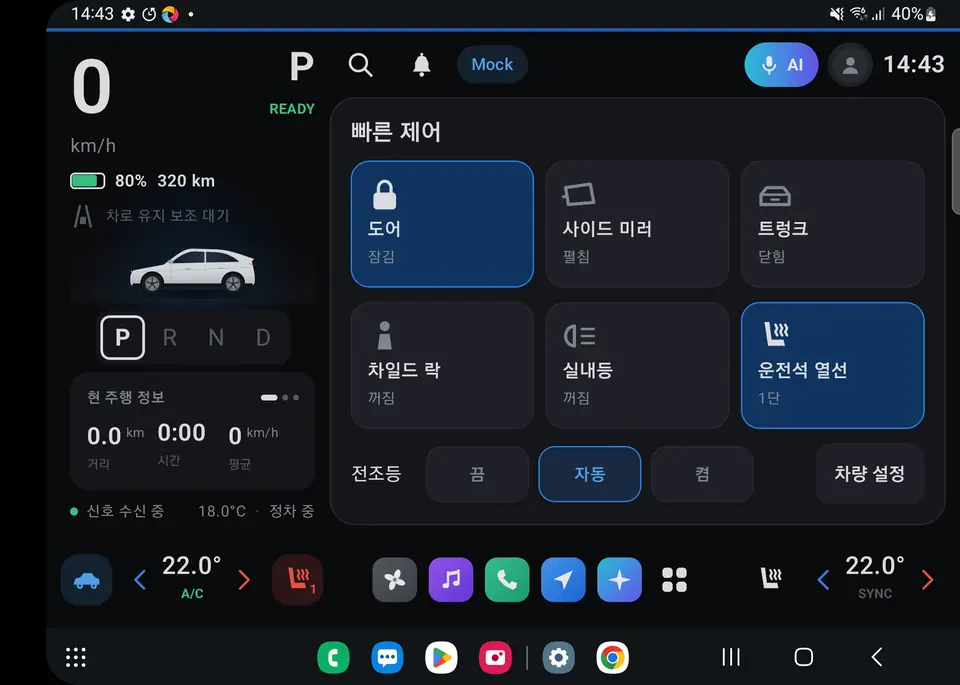 14:43
40%
0
P
READY
km/h
80% 320 km
차로 유지 보조 대기
P R N D
현 주행 정보
0.0 km 0:00 0 km/h
거리 시간 평균
신호 수신 중 18.0°C · 정차 중
Mock
AI
14:43
빠른 제어
도어
잠김
사이드 미러
펼침
트렁크
닫힘
차일드 락
꺼짐
실내등
꺼짐
운전석 열선
1단
전조등 끔 자동 켬 차량 설정
22.0°
A/C
1
22.0°
SYNC